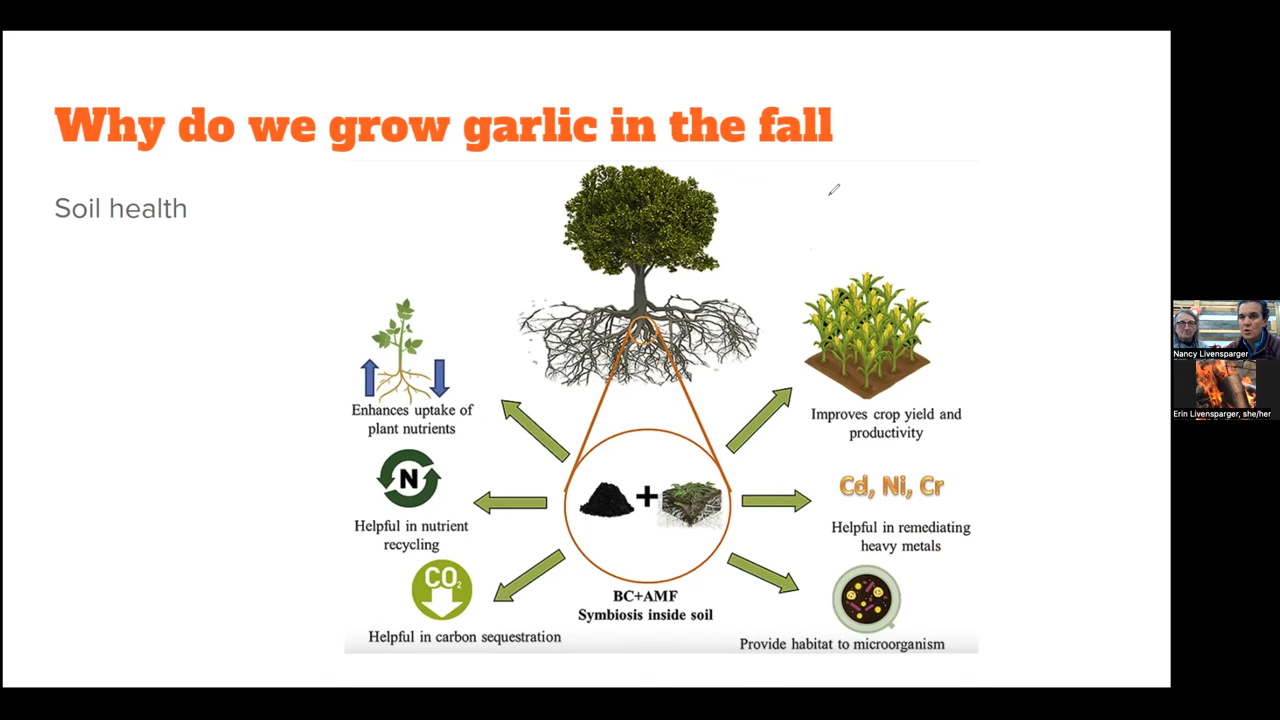 Why do we grow garlic in the fall
Soil health
Enhances uptake of
plant nutrients
Improves crop yield and
productivity
N
Helpful in nutrient
recycling
Cd, Ni, Cr
Helpful in remediating
heavy metals
CO2
Helpful in carbon sequestration
+
BC+AMF
Symbiosis inside soil
Provide habitat to microorganism
Nancy Livensparger
Erin Livensparger, she/her